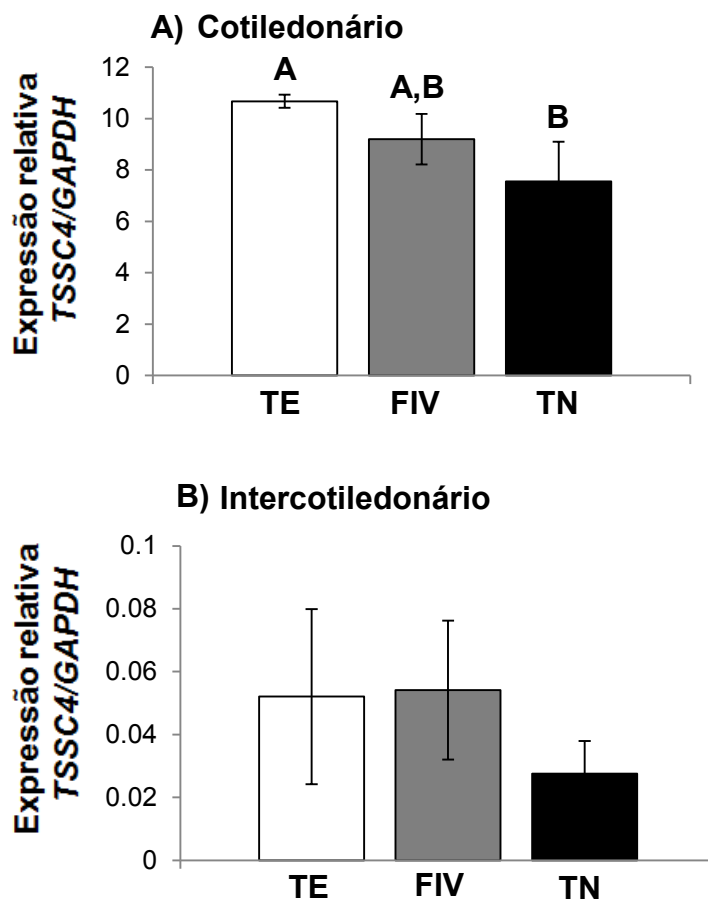 A) Cotiledonário
Expressão relativa
TSSC4/GAPDH
12
10
8
6
4
2
0
A
A,B
B
TE
FIV
TN
B) Intercotiledonário
Expressão relativa
TSSC4/GAPDH
0.1
0.08
0.06
0.04
0.02
0
TE
FIV
TN